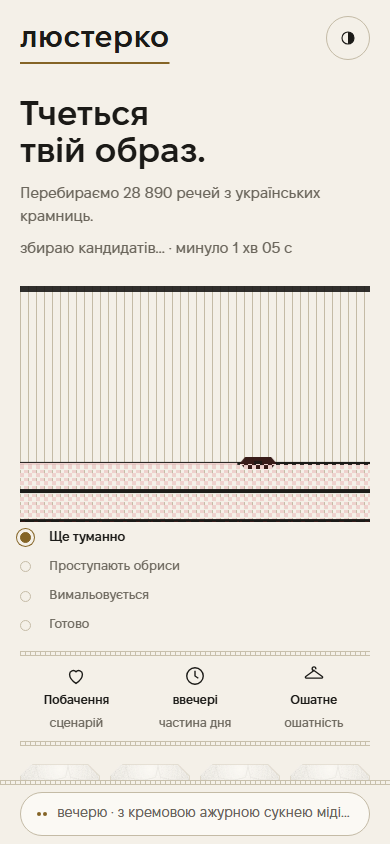 люстерко
Тчеться
твій образ.
Перебираємо 28 890 речей з українських
крамниць.
збираю кандидатів… · минуло 1 хв 05 с
Ще туманно
Проступають обриси
Вимальовується
Готово
Побачення
ввечері
Ошатне
сценарій
частина дня
ошатність
вечерю · з кремовою ажурною сукнею міді…